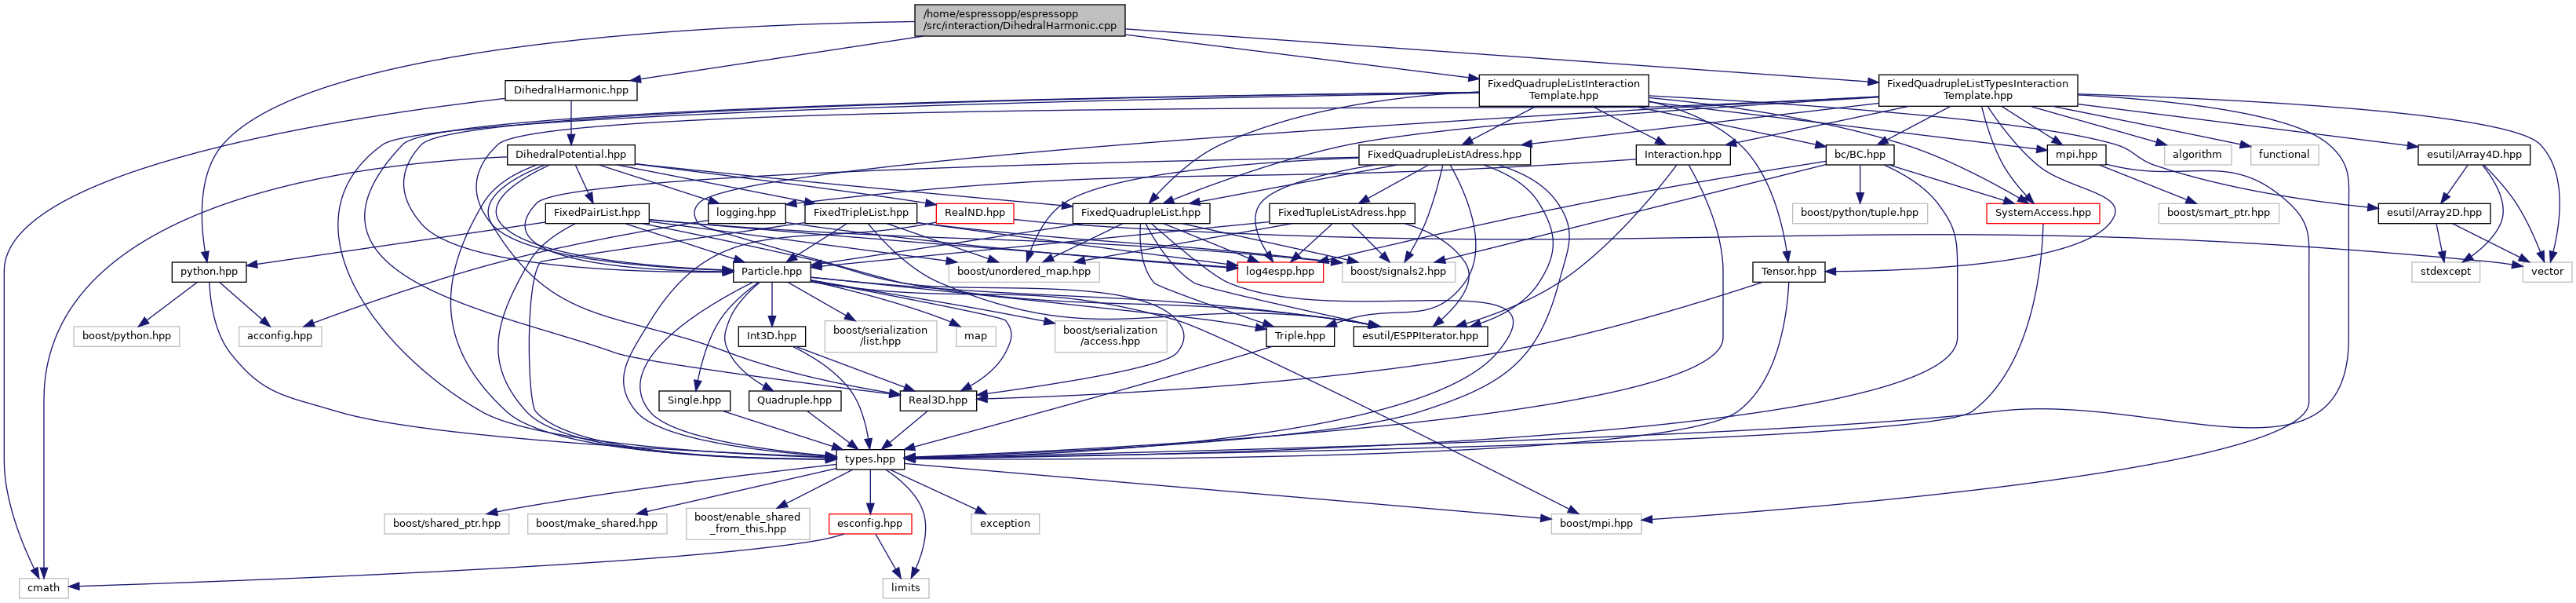 /home/espressopp/espressopp
/src/interaction/DihedralHarmonic.cpp
DihedralHarmonic.hpp
FixedQuadrupleListInteraction
Template.hpp
FixedQuadrupleListTypesInteraction
Template.hpp
DihedralPotential.hpp
FixedQuadrupleListAdress.hpp
Interaction.hpp
bc/BC.hpp
mpi.hpp
algorithm
functional
esutil/Array4D.hpp
FixedPairList.hpp
logging.hpp
FixedTripleList.hpp
RealND.hpp
FixedQuadrupleList.hpp
FixedTupleListAdress.hpp
boost/python/tuple.hpp
SystemAccess.hpp
boost/smart_ptr.hpp
esutil/Array2D.hpp
python.hpp
Particle.hpp
boost/unordered_map.hpp
log4espp.hpp
boost/signals2.hpp
Tensor.hpp
stdexcept
vector
boost/python.hpp
acconfig.hpp
Int3D.hpp
boost/serialization
/list.hpp
map
boost/serialization
/access.hpp
Triple.hpp
esutil/ESPPIterator.hpp
Single.hpp
Quadruple.hpp
Real3D.hpp
types.hpp
boost/shared_ptr.hpp
boost/make_shared.hpp
boost/enable_shared
_from_this.hpp
esconfig.hpp
exception
boost/mpi.hpp
cmath
limits